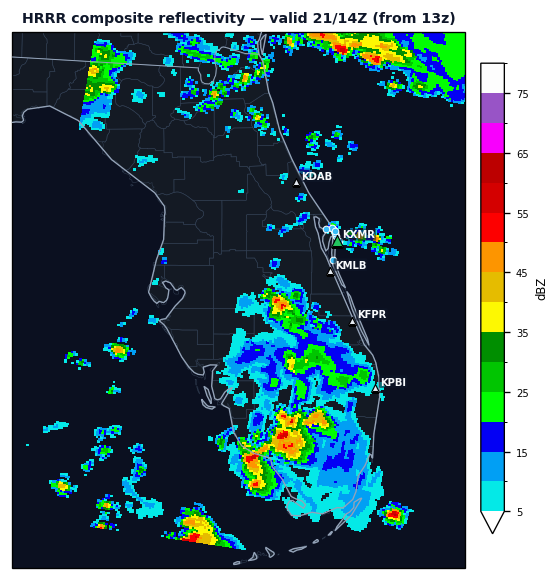 HRRR composite reflectivity — valid 21/14Z (from 13z)
75
65
55
45
35
25
15
5
dBZ
KDAB
KXMR
KMLB
KFPR
KPBI